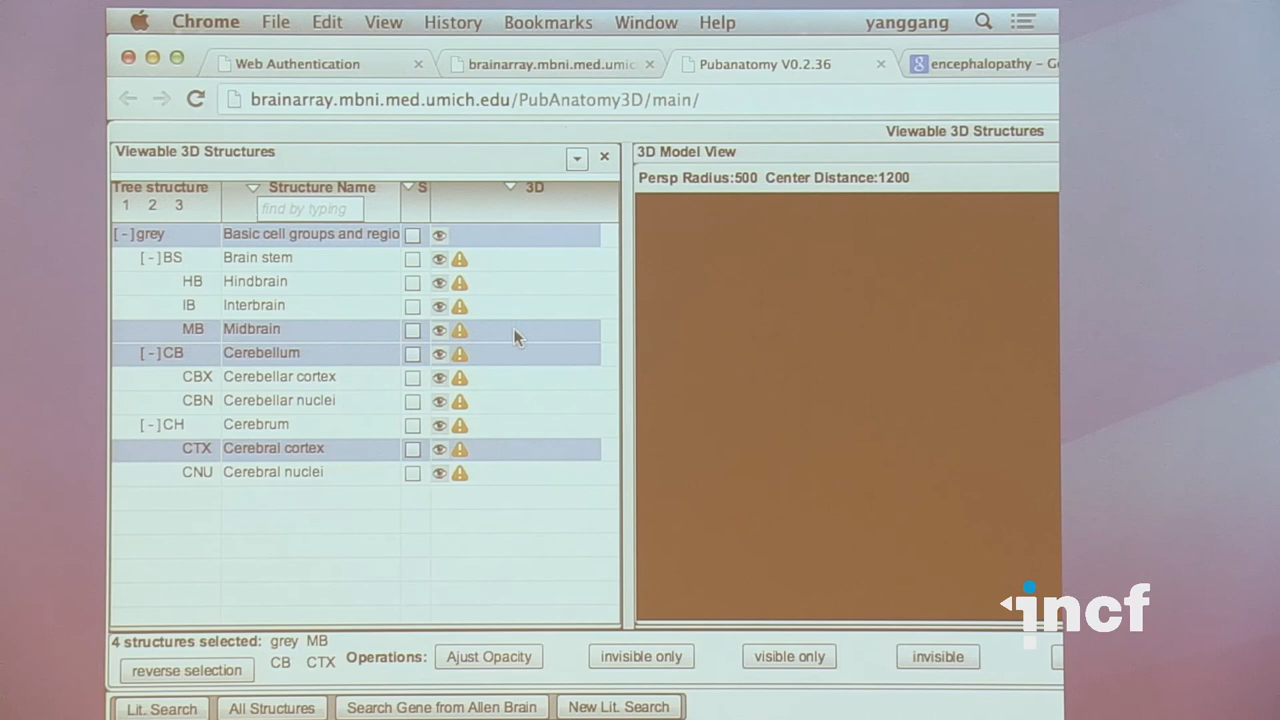 Chrome File Edit View History Bookmarks Window Help yanggang
Web Authentication
brainarray.mbni.med.umic
Pubanatomy V0.2.36
encephalopathy - G
brainarray.mbni.med.umich.edu/PubAnatomy3D/main/
Viewable 3D Structures
Viewable 3D Structures
3D Model View
Persp Radius:500 Center Distance:1200
Tree structure Structure Name S 3D
1 2 3 find by typing
[-]grey Basic cell groups and regio
[-]BS Brain stem
HB Hindbrain
IB Interbrain
MB Midbrain
[-]CB Cerebellum
CBX Cerebellar cortex
CBN Cerebellar nuclei
[-]CH Cerebrum
CTX Cerebral cortex
CNU Cerebral nuclei
incf
4 structures selected: grey MB
CB CTX
reverse selection
Operations: Ajust Opacity invisible only visible only invisible
Lit. Search All Structures Search Gene from Allen Brain New Lit. Search